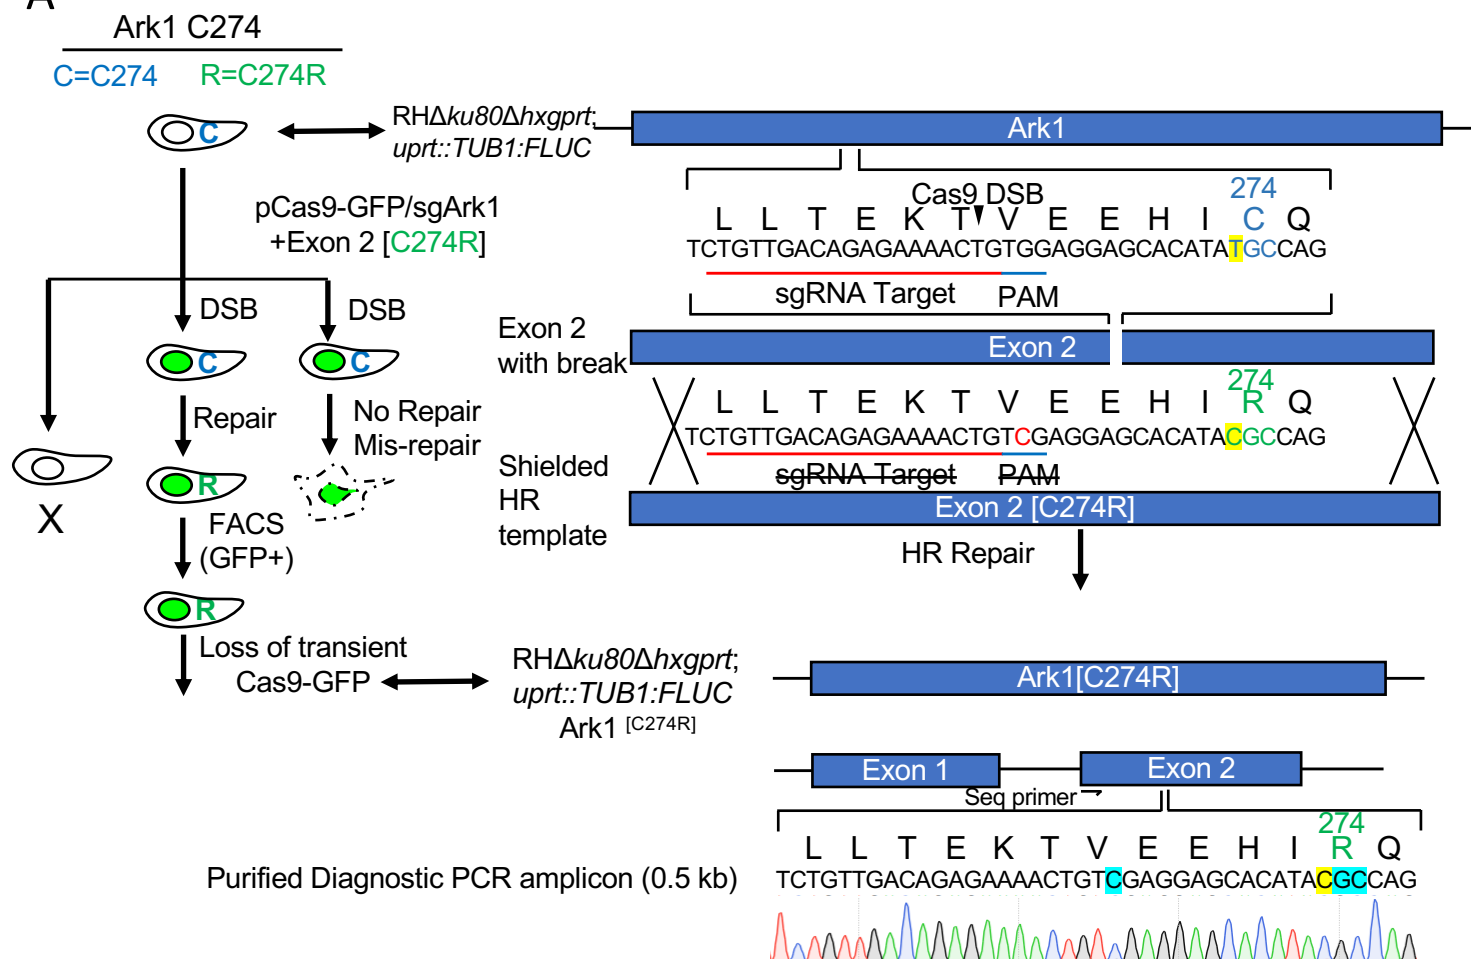 A
Ark1 C274
C=C274 R=C274R
C
RHΔku80Δhxgprt;
uprt::TUB1:FLUC
Ark1
pCas9-GFP/sgArk1
+Exon 2 [C274R]
Cas9 DSB
274
L L T E K T V E E H I C Q
TCTGTTGACAGAGAAAACTGTGGAGGAGCACATATGCCAG
sgRNA Target PAM
DSB
DSB
C
C
Exon 2
with break
Exon 2
Repair
No Repair
Mis-repair
274
L L T E K T V E E H I R Q
TCTGTTGACAGAGAAAACTGTCGAGGAGCACATACGCCAG
sgRNA Target PAM
Shielded
HR
template
Exon 2 [C274R]
X
R
FACS
(GFP+)
HR Repair
R
Loss of transient
Cas9-GFP
RHΔku80Δhxgprt;
uprt::TUB1:FLUC
Ark1 [C274R]
Ark1[C274R]
Exon 1
Exon 2
Seq primer
274
L L T E K T V E E H I R Q
Purified Diagnostic PCR amplicon (0.5 kb)
TCTGTTGACAGAGAAAACTGTCGAGGAGCACATACGCCAG